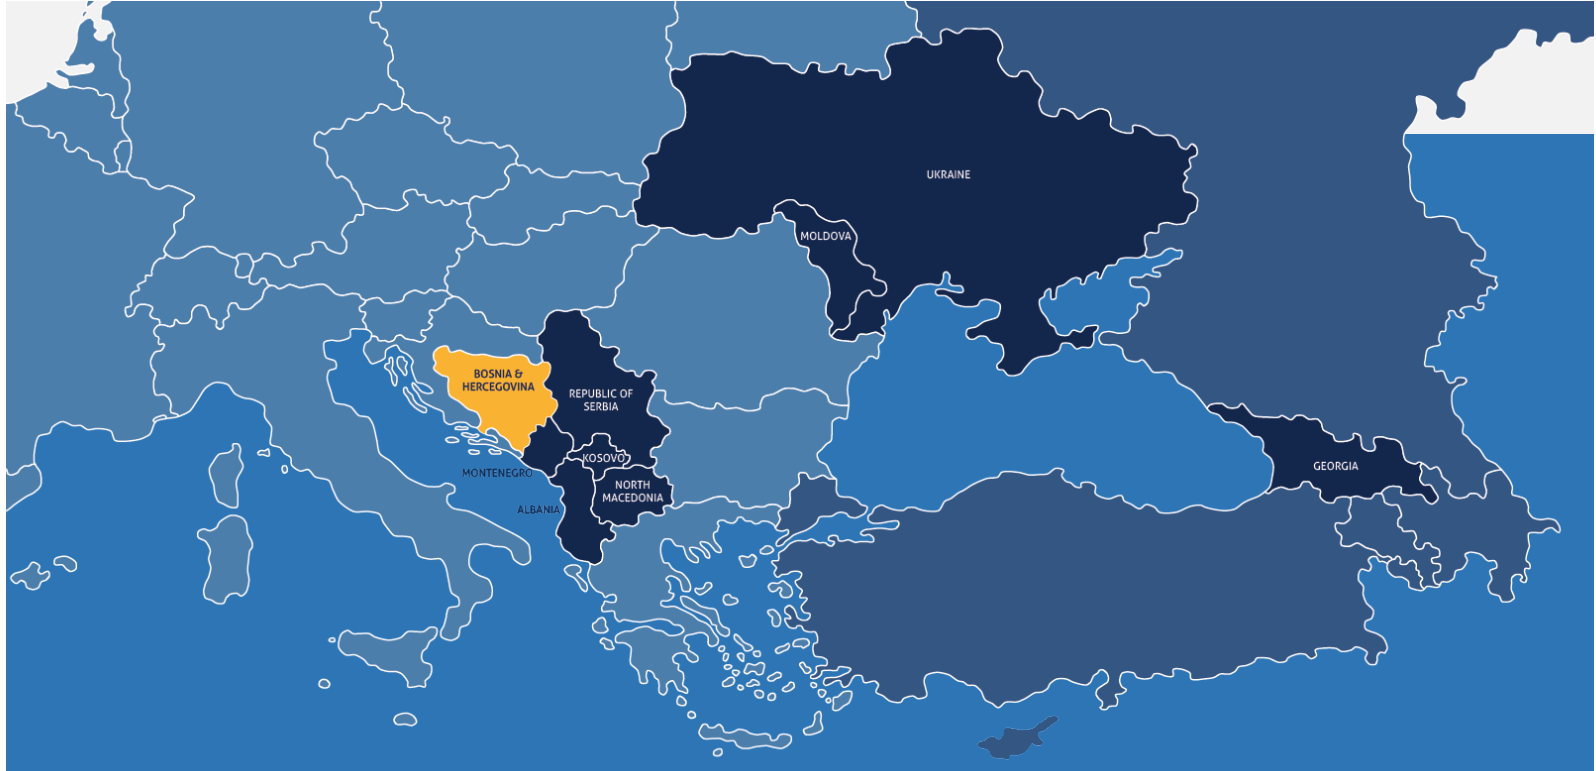 UKRAINE
MOLDOVA
BOSNIA &
HERCEGOVINA
REPUBLIC OF
SERBIA
KOSOVO
GEORGIA
MONTENEGRO
NORTH
MACEDONIA
ALBANIA